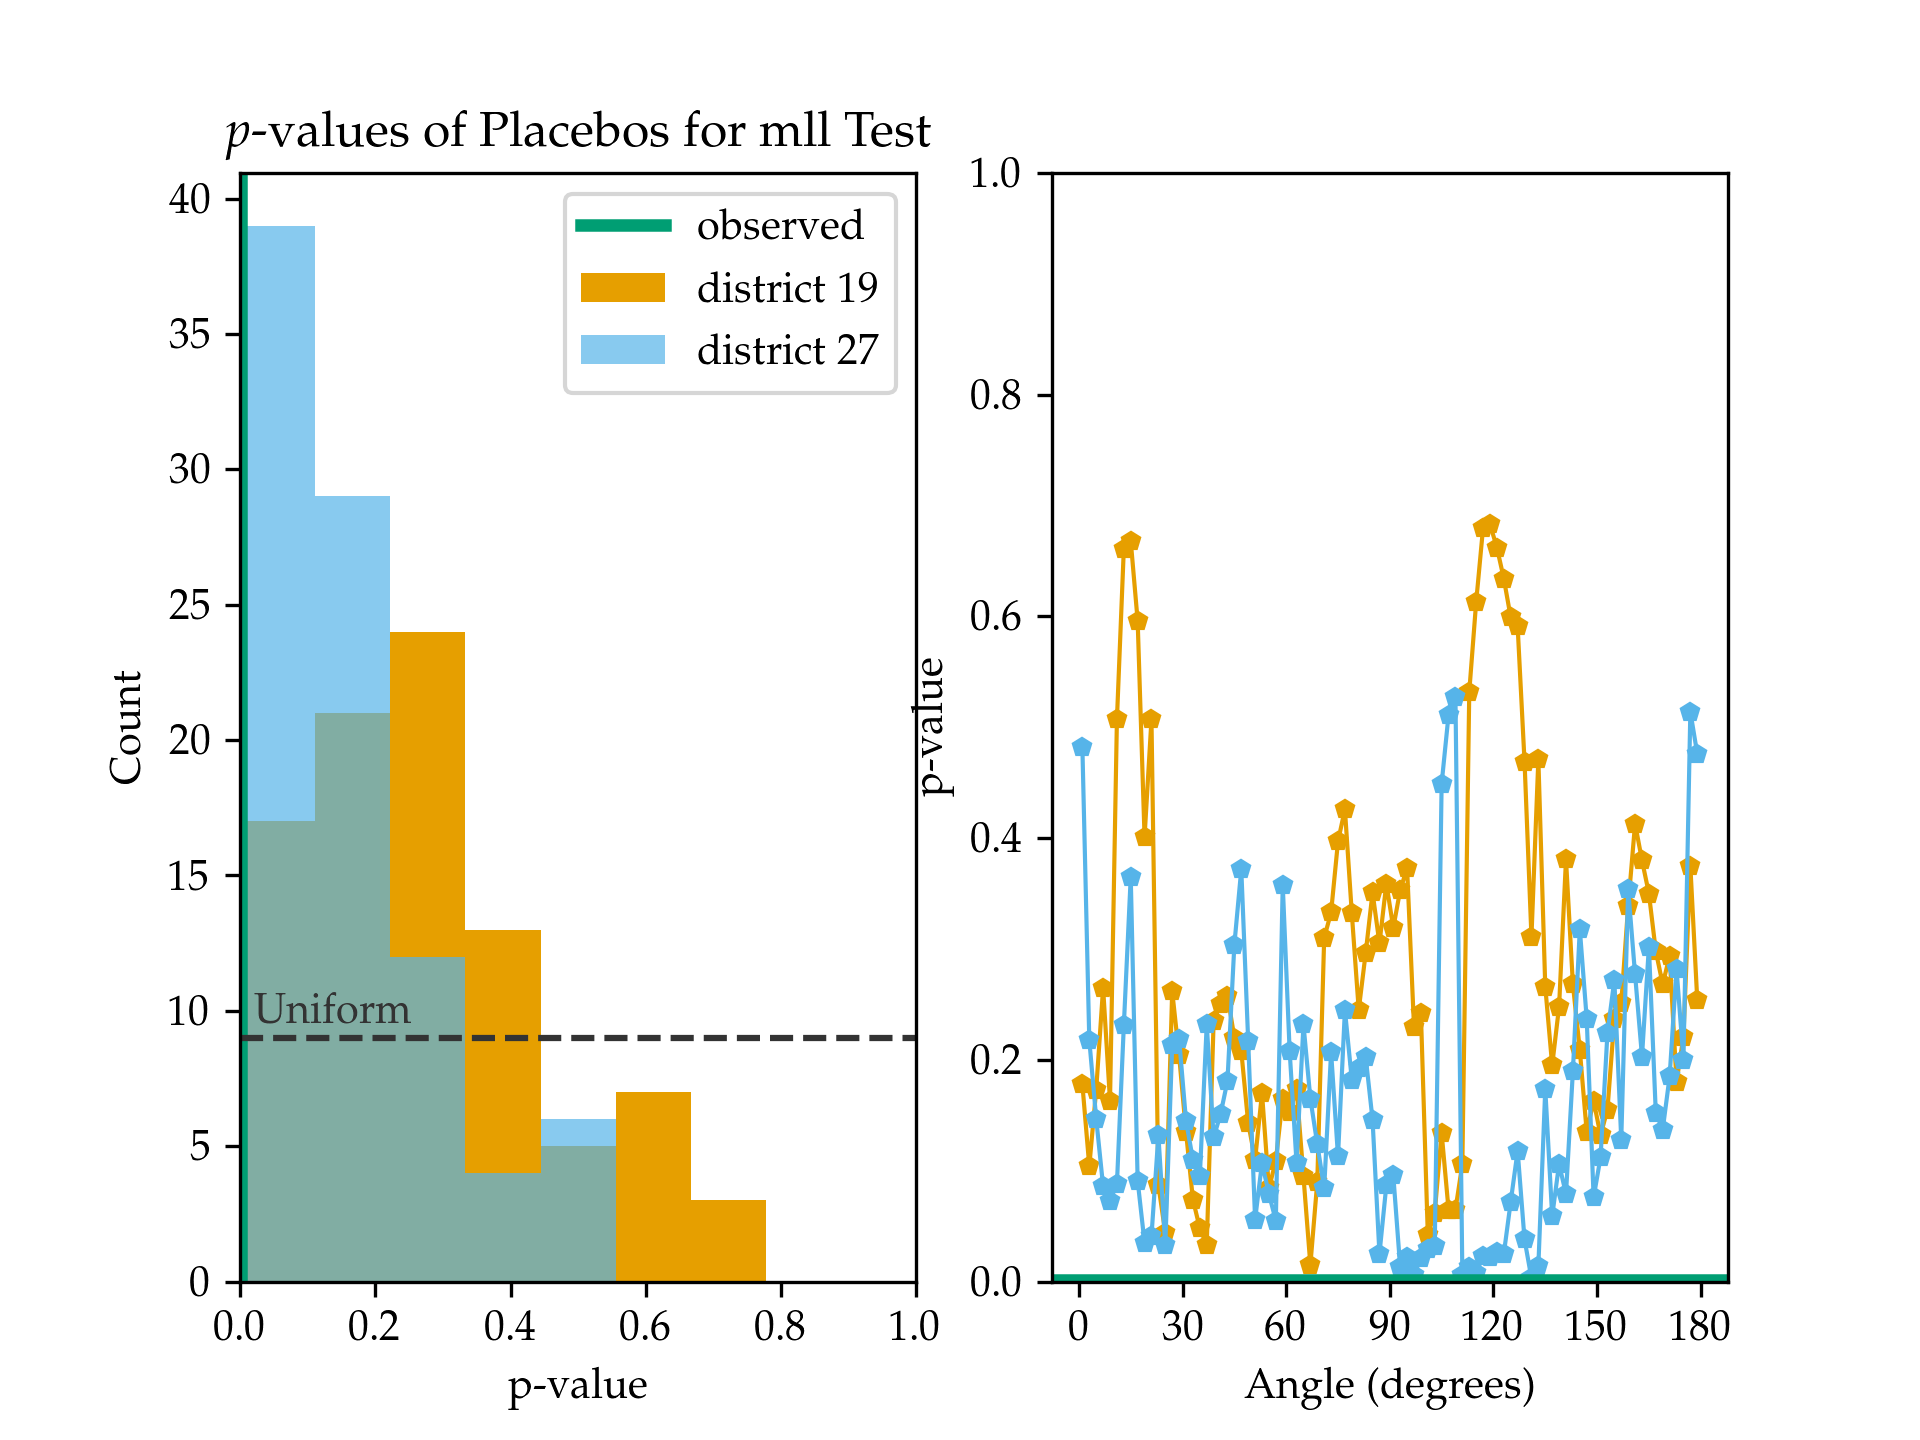 p-values of Placebos for mll Test
observed
district 19
district 27
Count
40
35
30
25
20
15
10
5
0
Uniform
0.0 0.2 0.4 0.6 0.8 1.0
p-value
p-value
1.0
0.8
0.6
0.4
0.2
0.0
0 30 60 90 120 150 180
Angle (degrees)